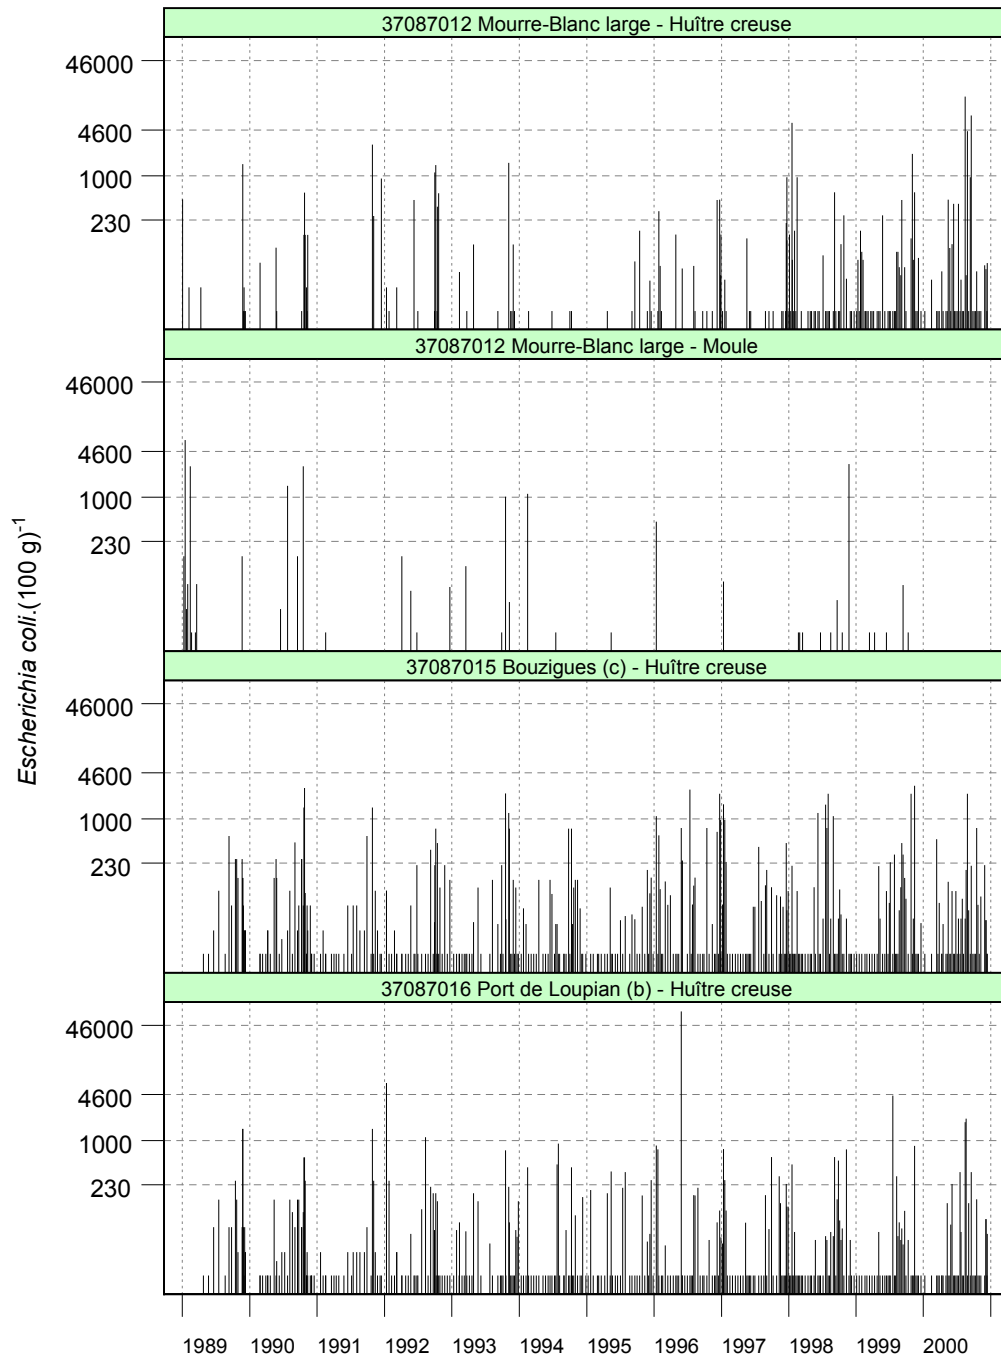 37087012 Mourre-Blanc large - Huître creuse
46000
4600
1000
230
37087012 Mourre-Blanc large - Moule
46000
4600
1000
230
Escherichia coli.(100 g)-1
37087015 Bouzigues (c) - Huître creuse
46000
4600
1000
230
37087016 Port de Loupian (b) - Huître creuse
46000
4600
1000
230
1989 1990 1991 1992 1993 1994 1995 1996 1997 1998 1999 2000